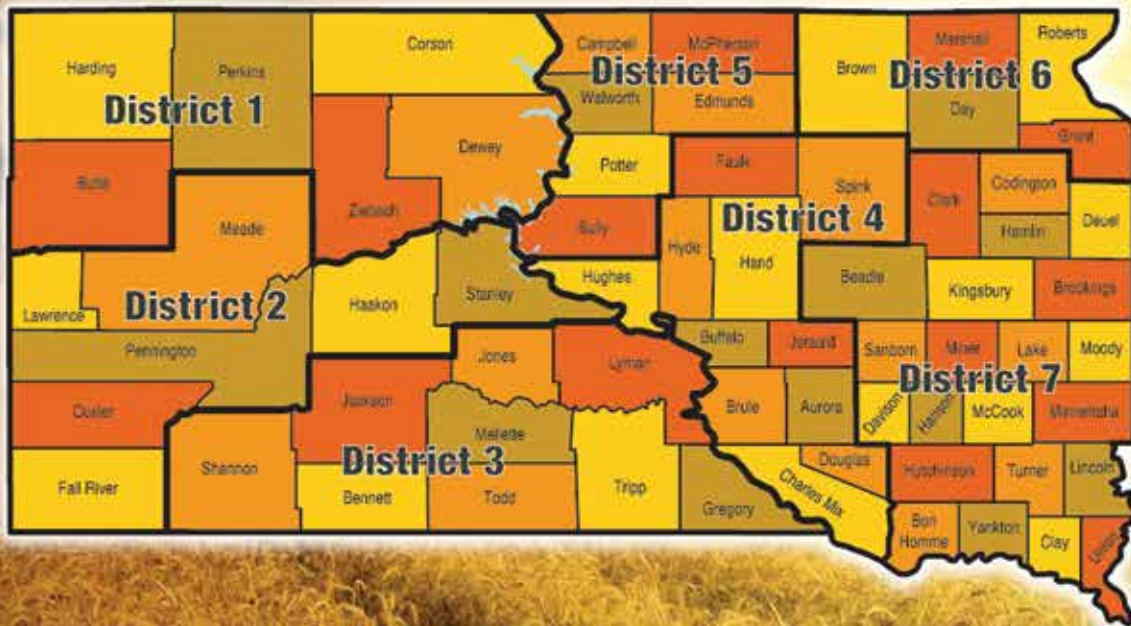 Harding
Perkins
Corson
District 1
Butte
Ziebach
Dewey
Campbell
McPherson
District 5
Walworth
Edmunds
Potter
Sully
Brown
Marshall
Roberts
District 6
Day
Grant
Faulk
Spink
District 4
Hyde
Hand
Hughes
Buffalo
Jerauld
Brule
Aurora
Douglas
Charles Mix
Meade
Lawrence
District 2
Pennington
Custer
Fall River
Haakon
Stanley
Jones
Lyman
Jackson
Mellette
District 3
Shannon
Bennett
Todd
Tripp
Gregory
Clark
Codington
Hamlin
Deuel
Beadle
Kingsbury
Brookings
Sanborn
Miner
Lake
Moody
District 7
Davison
Hanson
McCook
Minnehaha
Hutchinson
Turner
Lincoln
Bon
Homme
Yankton
Clay
Union